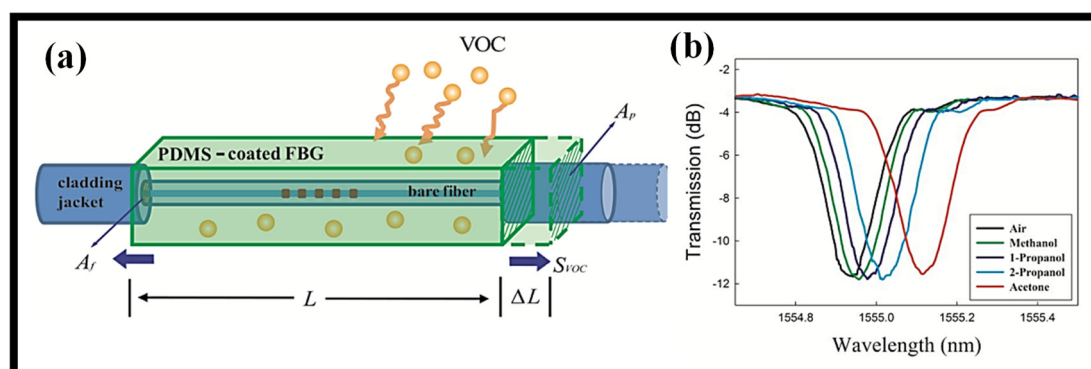 (a)
VOC
A_p
PDMS-coated FBG
cladding
jacket
bare fiber
A_f
S_VOC
L
ΔL
(b)
Transmission (dB)
-2
-4
-6
-8
-10
-12
Air
Methanol
1-Propanol
2-Propanol
Acetone
1554.8 1555.0 1555.2 1555.4
Wavelength (nm)